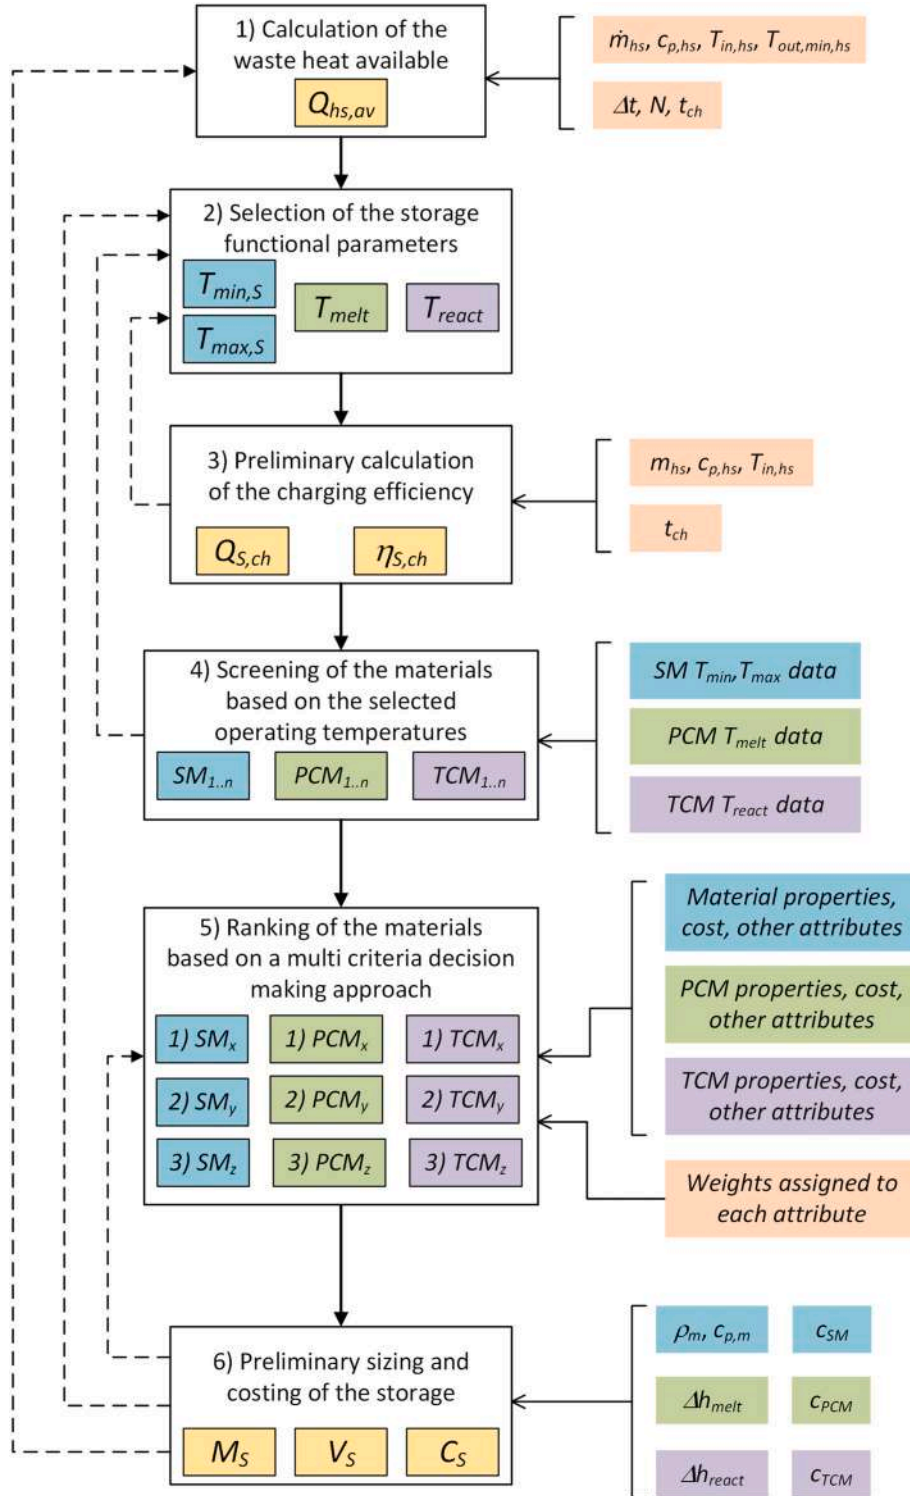 1) Calculation of the
waste heat available
Q_hs,av
ṁ_hs, c_p,hs, T_in,hs, T_out,min,hs
Δt, N, t_ch
2) Selection of the storage
functional parameters
T_min,S
T_max,S
T_melt
T_react
3) Preliminary calculation
of the charging efficiency
Q_S,ch
η_S,ch
m_hs, c_p,hs, T_in,hs
t_ch
4) Screening of the materials
based on the selected
operating temperatures
SM_1..n
PCM_1..n
TCM_1..n
SM T_min, T_max data
PCM T_melt data
TCM T_react data
5) Ranking of the materials
based on a multi criteria decision
making approach
1) SM_x
1) PCM_x
1) TCM_x
2) SM_y
2) PCM_y
2) TCM_y
3) SM_z
3) PCM_z
3) TCM_z
Material properties,
cost, other attributes
PCM properties, cost,
other attributes
TCM properties, cost,
other attributes
Weights assigned to
each attribute
6) Preliminary sizing and
costing of the storage
M_S
V_S
C_S
ρ_m, c_p,m
c_SM
Δh_melt
c_PCM
Δh_react
c_TCM